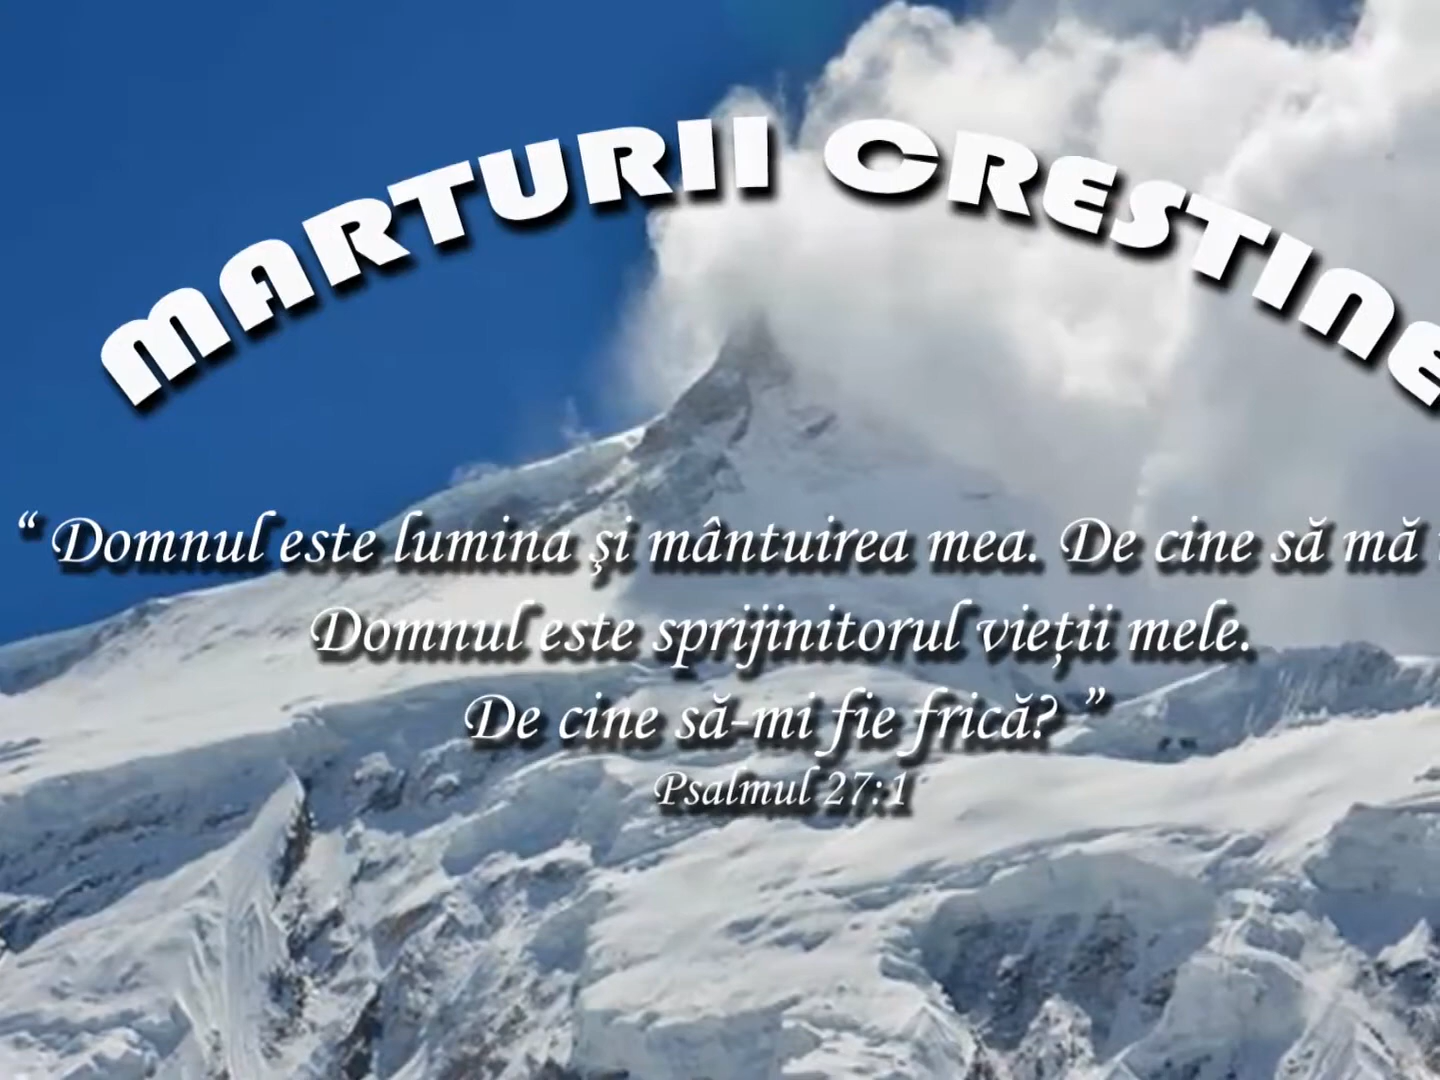 MARTURII CRESTINE
“Domnul este lumina şi mântuirea mea. De cine să mă
Domnul este sprijinitorul vieţii mele.
De cine să-mi fie frică?”
Psalmul 27:1